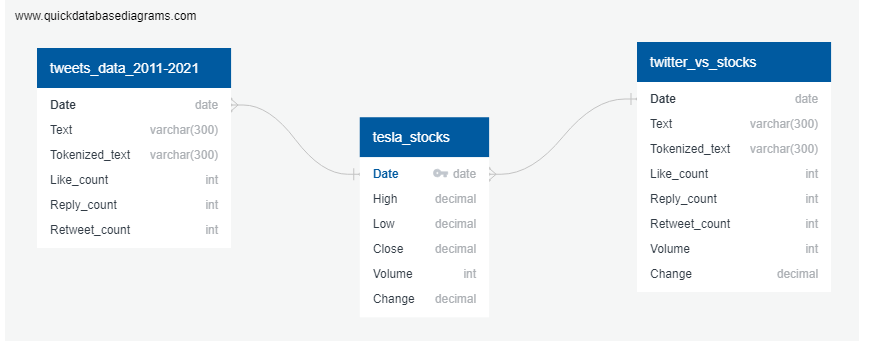 www.quickdatabasediagrams.com
tweets_data_2011-2021
Date date
Text varchar(300)
Tokenized_text varchar(300)
Like_count int
Reply_count int
Retweet_count int
tesla_stocks
Date date
High decimal
Low decimal
Close decimal
Volume int
Change decimal
twitter_vs_stocks
Date date
Text varchar(300)
Tokenized_text varchar(300)
Like_count int
Reply_count int
Retweet_count int
Volume int
Change decimal